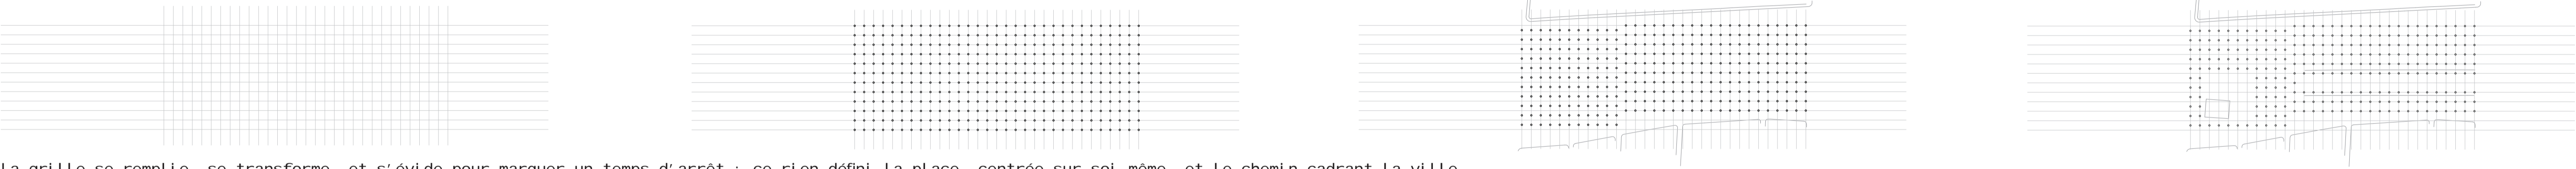 La grille se remplie, se transforme, et s'évide pour marquer un temps d'arrêt : ce rien défini la place, centrée sur soi même, et le chemin cadrant la ville